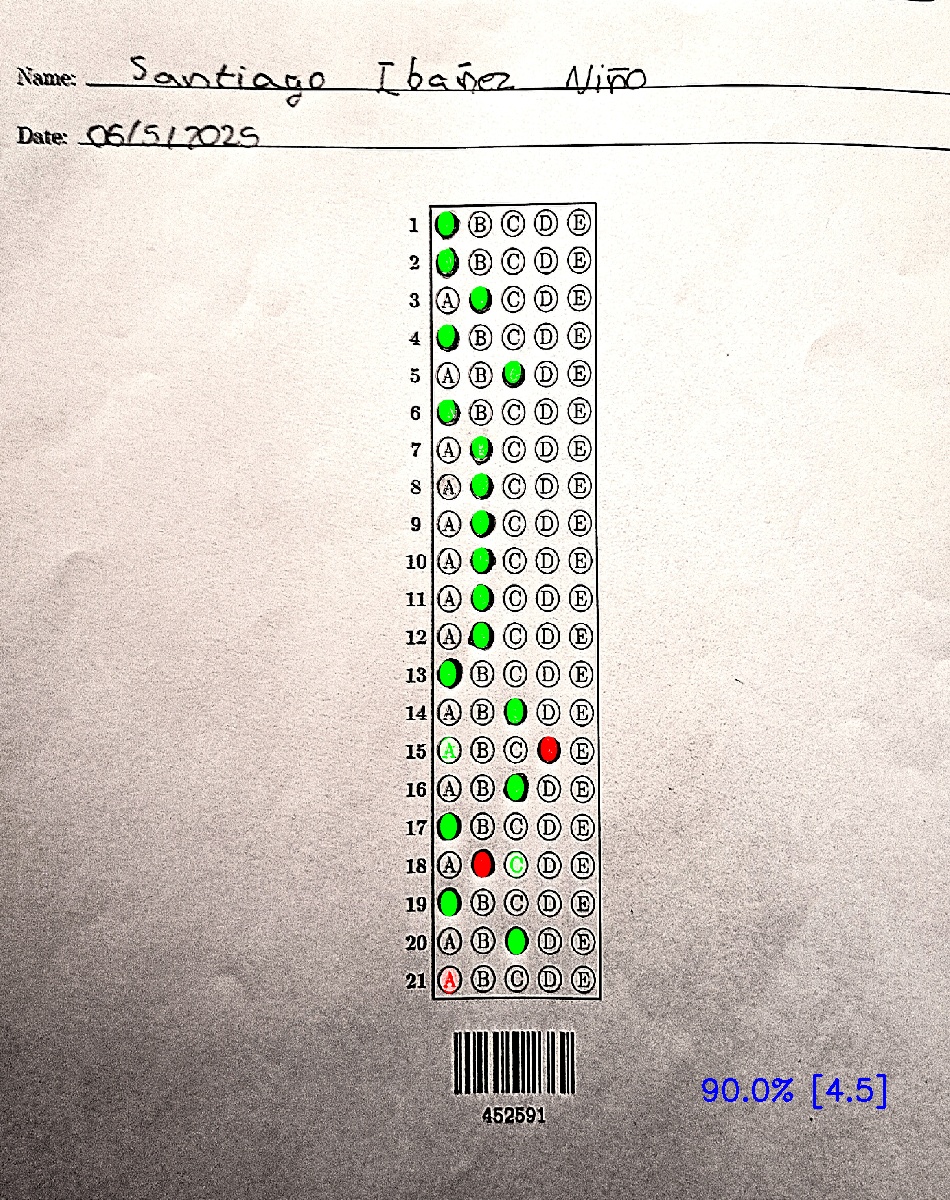 Name: Santiago Ibañez Niño
Date: 06/5/2025
1 B C D E
2 B C D E
3 A C D E
4 B C D E
5 A B D E
6 B C D E
7 A C D E
8 A C D E
9 A C D E
10 A C D E
11 A C D E
12 A C D E
13 B C D E
14 A B D E
15 A B C E
16 A B D E
17 B C D E
18 A C D E
19 B C D E
20 A B D E
21 A B C D E
452591
90.0% [4.5]